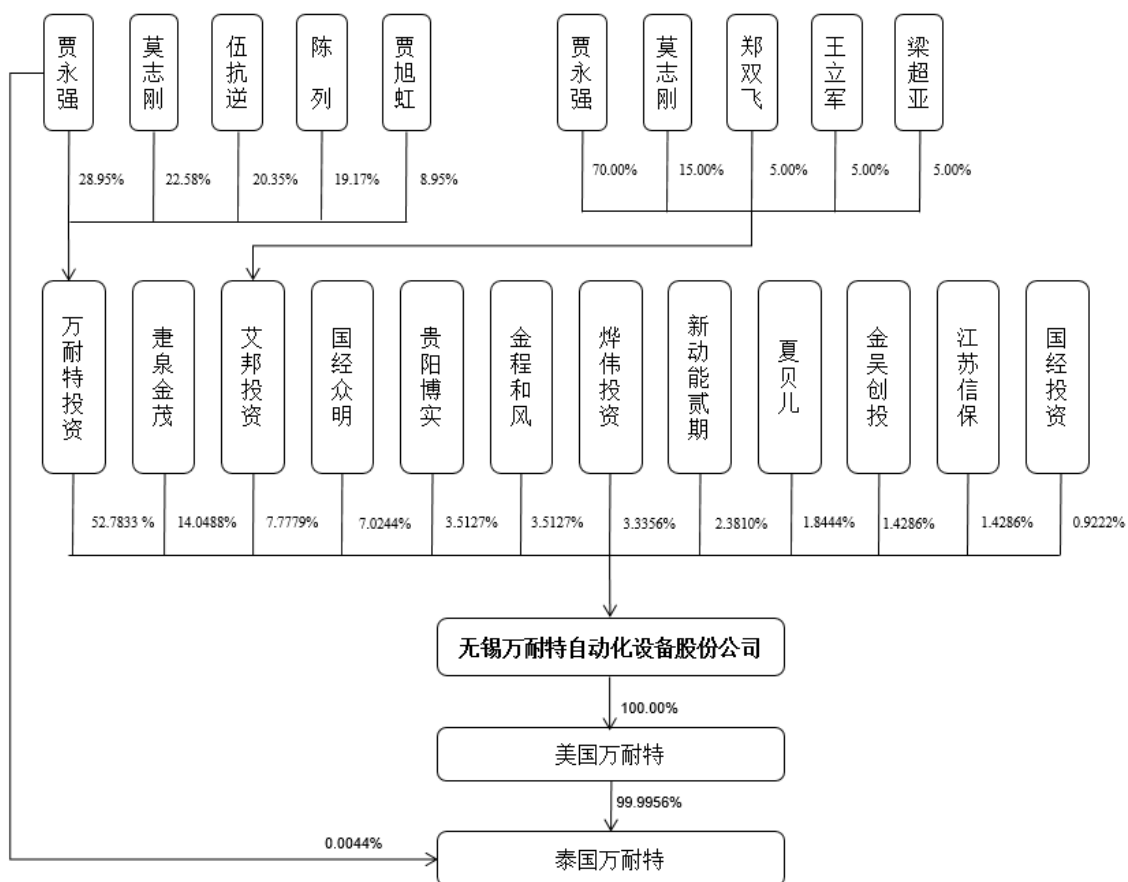 贾永强
莫志刚
伍抗逆
陈 列
贾旭虹
贾永强
莫志刚
郑双飞
王立军
梁超亚
28.95%
22.58%
20.35%
19.17%
8.95%
70.00%
15.00%
5.00%
5.00%
5.00%
万耐特投资
疌泉金茂
艾邦投资
国经众明
贵阳博实
金程和风
烨伟投资
新动能贰期
夏贝儿
金吴创投
江苏信保
国经投资
52.7833 %
14.0488%
7.7779%
7.0244%
3.5127%
3.5127%
3.3356%
2.3810%
1.8444%
1.4286%
1.4286%
0.9222%
无锡万耐特自动化设备股份公司
100.00%
美国万耐特
99.9956%
0.0044%
泰国万耐特